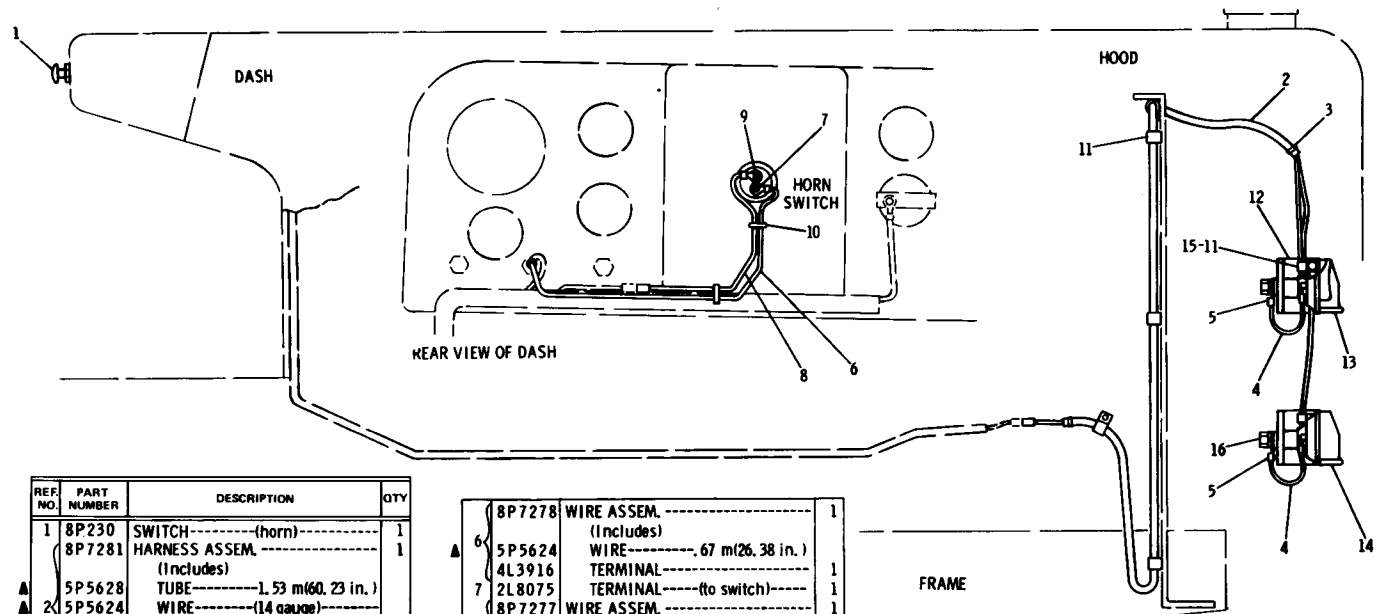 1
DASH
HOOD
2
3
9
7
11
HORN
SWITCH
10
12
15-11
5
4
13
REAR VIEW OF DASH
8
6
16
5
4
14
FRAME
REF. NO. PART NUMBER DESCRIPTION QTY
1 8P230 SWITCH--------(horn)-------- 1
8P7281 HARNESS ASSEM. -------------- 1
(Includes)
▲ 5P5628 TUBE---------1.53 m(60.23 in.)
▲ 2 5P5624 WIRE-------(14 gauge)--------
8P7278 WIRE ASSEM. ----------------- 1
6 (Includes)
▲ 5P5624 WIRE---------.67 m(26.38 in.)
4L3916 TERMINAL------------------ 1
7 2L8075 TERMINAL-----(to switch)----- 1
8P7277 WIRE ASSEM. ---------------- 1